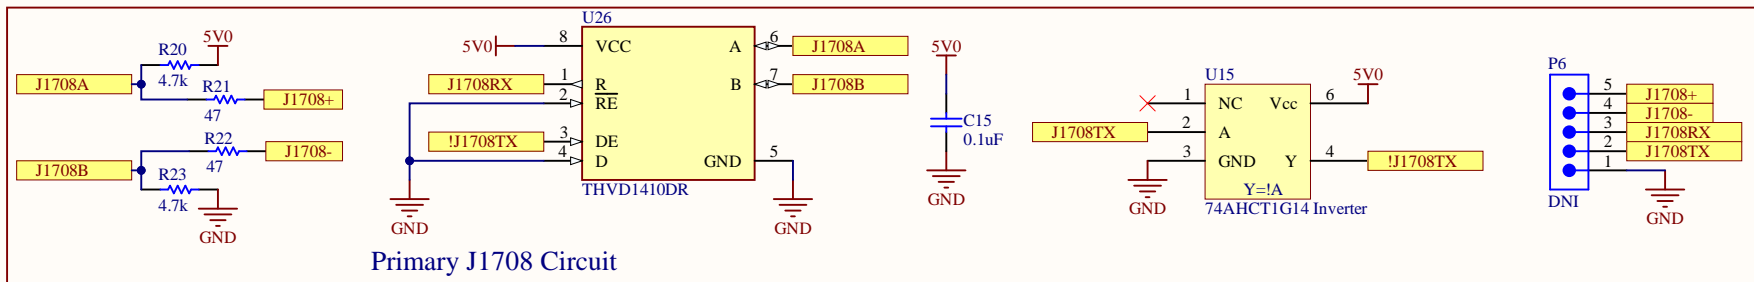 J1708A
R20
4.7k
5V0
R21
47
J1708+
J1708B
R22
47
J1708-
R23
4.7k
GND
U26
5V0
8 VCC
J1708RX
1 R
2 RE
!J1708TX
3 DE
4 D
A 6
J1708A
B 7
J1708B
GND 5
THVD1410DR
GND
GND
5V0
C15
0.1uF
GND
Primary J1708 Circuit
U15
1 NC
J1708TX
2 A
3 GND
GND
Vcc 6
5V0
Y 4
!J1708TX
Y=!A
74AHCT1G14 Inverter
P6
5 J1708+
4 J1708-
3 J1708RX
2 J1708TX
1
DNI
GND